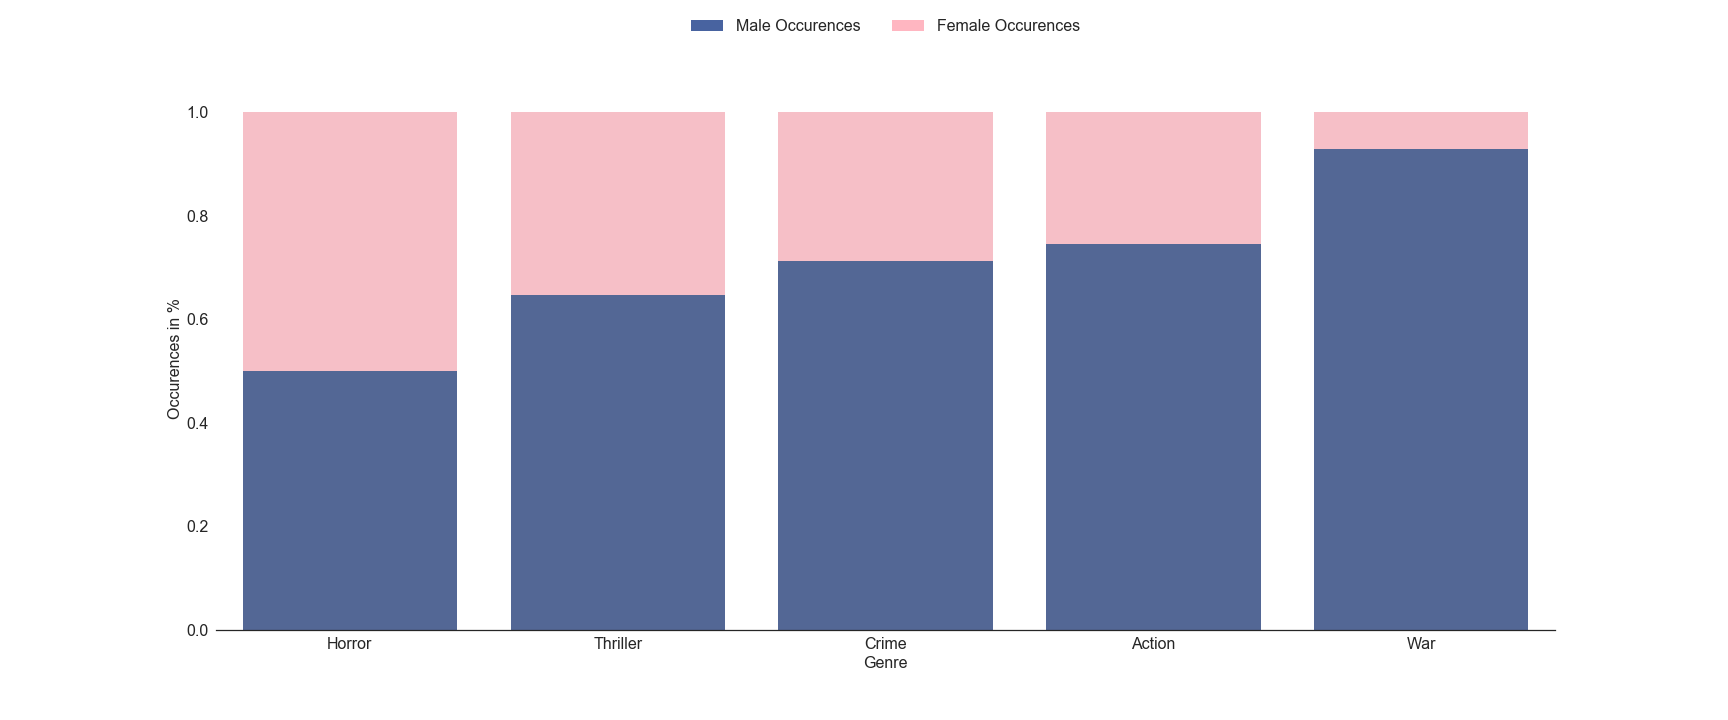 Male Occurences Female Occurences
1.0
0.8
0.6
0.4
0.2
0.0
Occurences in %
Horror Thriller Crime Action War
Genre